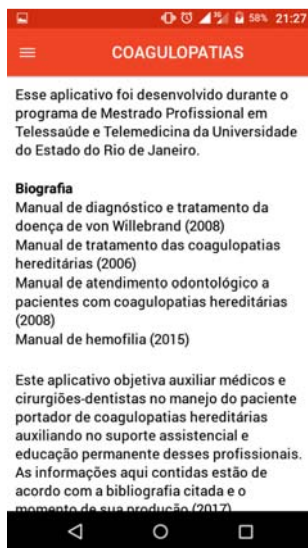 58% 21:27
COAGULOPATIAS
Esse aplicativo foi desenvolvido durante o
programa de Mestrado Profissional em
Telessaúde e Telemedicina da Universidade
do Estado do Rio de Janeiro.
Biografia
Manual de diagnóstico e tratamento da
doença de von Willebrand (2008)
Manual de tratamento das coagulopatias
hereditárias (2006)
Manual de atendimento odontológico a
pacientes com coagulopatias hereditárias
(2008)
Manual de hemofilia (2015)
Este aplicativo objetiva auxiliar médicos e
cirurgiões-dentistas no manejo do paciente
portador de coagulopatias hereditárias
auxiliando no suporte assistencial e
educação permanente desses profissionais.
As informações aqui contidas estão de
acordo com a bibliografia citada e o
momento de sua produção (2017)